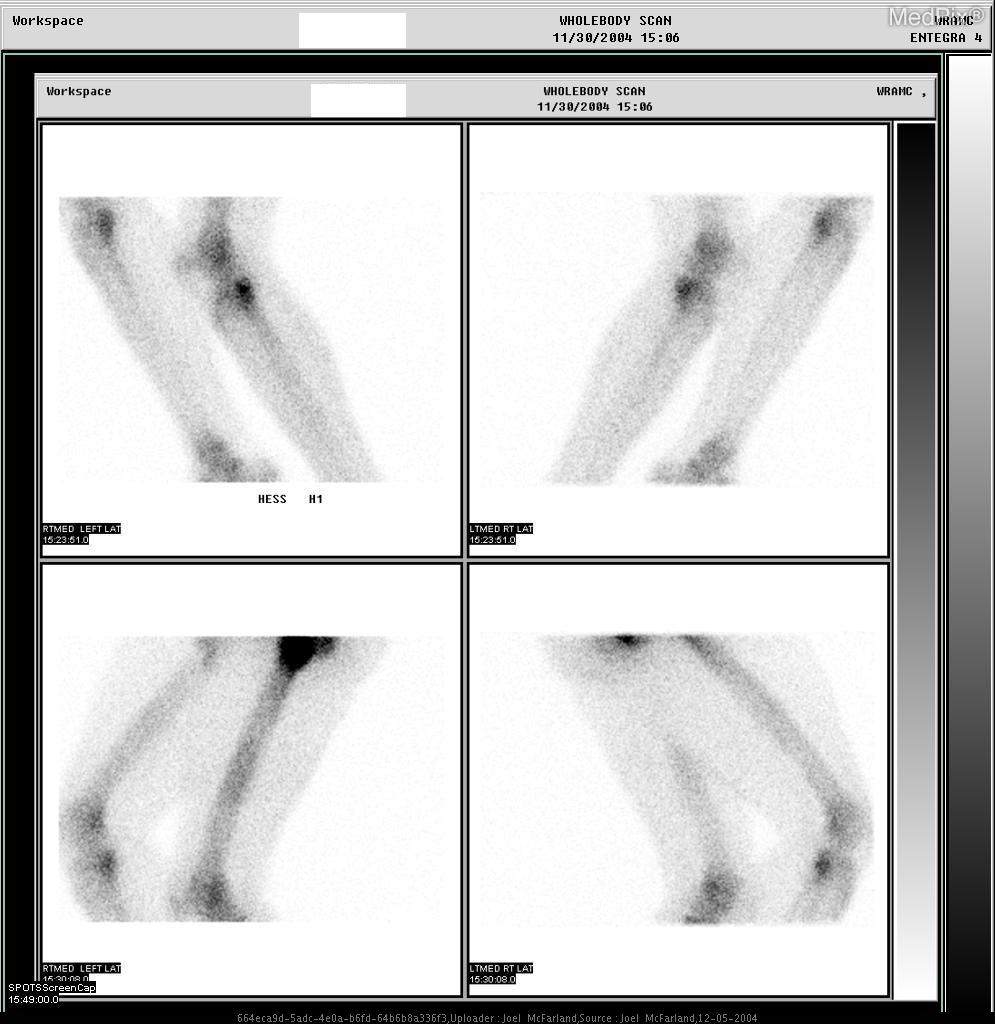 Workspace
WHOLEBODY SCAN
MedPix®
WRAMC
11/30/2004 15:06
ENTEGRA 4
Workspace
WHOLEBODY SCAN
WRAMC ,
11/30/2004 15:06
HESS H1
RTMED LEFT LAT
15:23:51.0
LTMED RT LAT
15:23:51.0
RTMED LEFT LAT
15:30:08.0
LTMED RT LAT
15:30:08.0
SPOTSScreenCap
15:49:00.0
664eca9d-5adc-4e0a-b6fd-64b6b8a336f3,Uploader : Joel McFarland,Source : Joel McFarland,12-05-2004